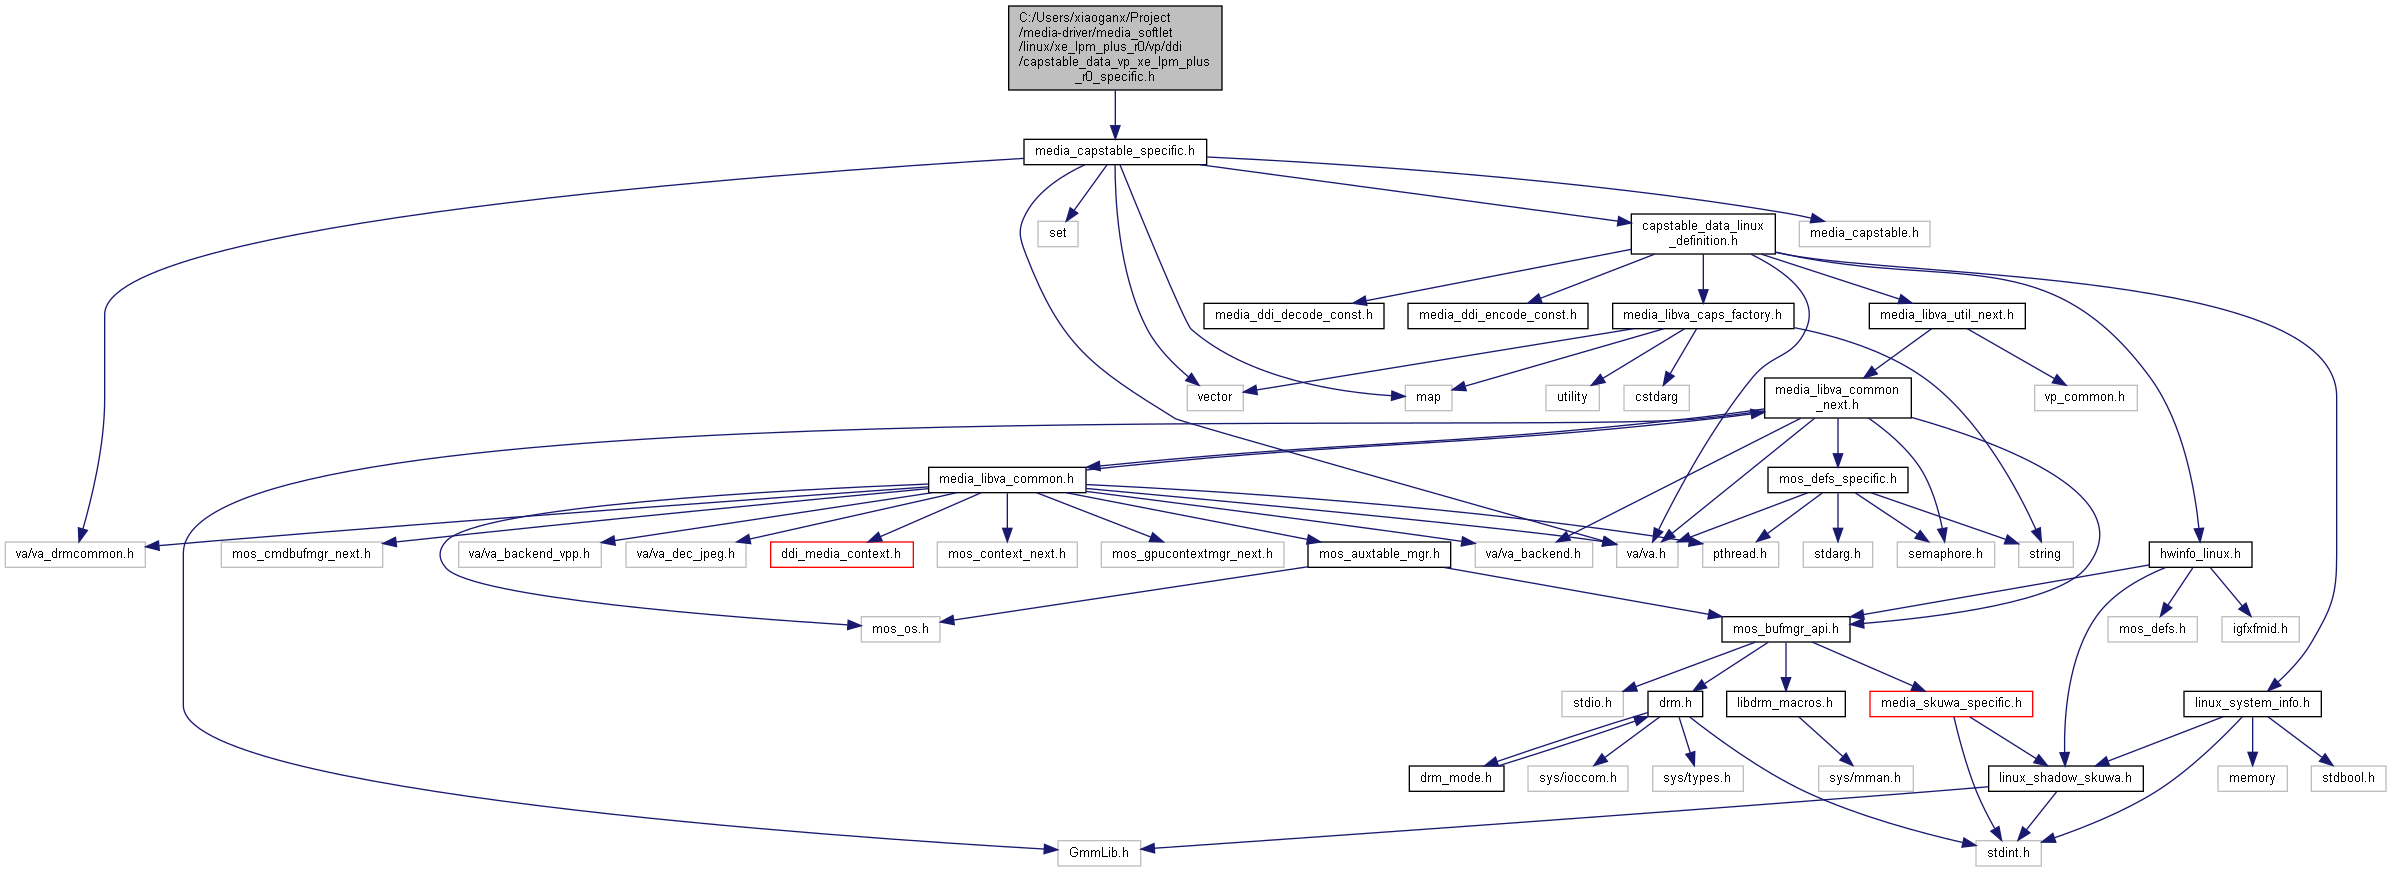 C:/Users/xiaoganx/Project
/media-driver/media_softlet
/linux/xe_lpm_plus_r0/vp/ddi
/capstable_data_vp_xe_lpm_plus
_r0_specific.h
media_capstable_specific.h
set
capstable_data_linux
_definition.h
media_capstable.h
media_ddi_decode_const.h
media_ddi_encode_const.h
media_libva_caps_factory.h
media_libva_util_next.h
vector
map
utility
cstdarg
media_libva_common
_next.h
vp_common.h
media_libva_common.h
mos_defs_specific.h
va/va_drmcommon.h
mos_cmdbufmgr_next.h
va/va_backend_vpp.h
va/va_dec_jpeg.h
ddi_media_context.h
mos_context_next.h
mos_gpucontextmgr_next.h
mos_auxtable_mgr.h
va/va_backend.h
va/va.h
pthread.h
stdarg.h
semaphore.h
string
hwinfo_linux.h
mos_os.h
mos_bufmgr_api.h
mos_defs.h
igfxfmid.h
stdio.h
drm.h
libdrm_macros.h
media_skuwa_specific.h
linux_system_info.h
drm_mode.h
sys/ioccom.h
sys/types.h
sys/mman.h
linux_shadow_skuwa.h
memory
stdbool.h
GmmLib.h
stdint.h